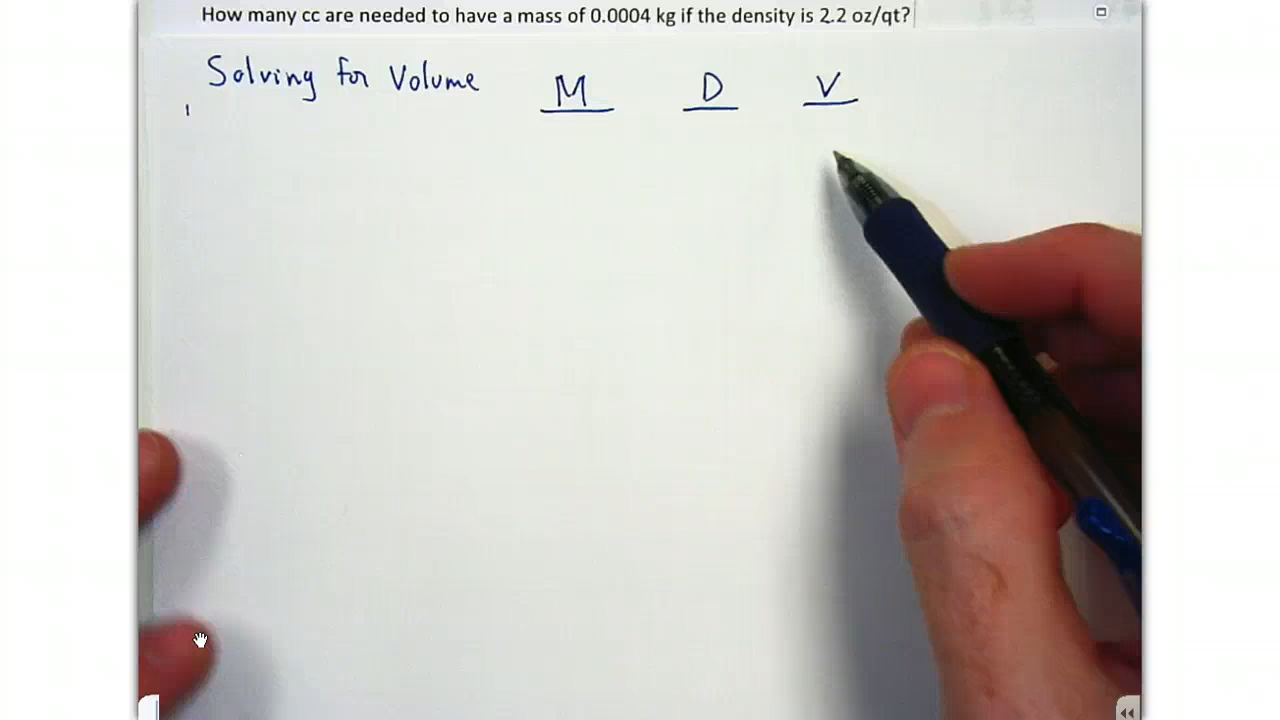 How many cc are needed to have a mass of 0.0004 kg if the density is 2.2 oz/qt?
Solving for Volume M D V